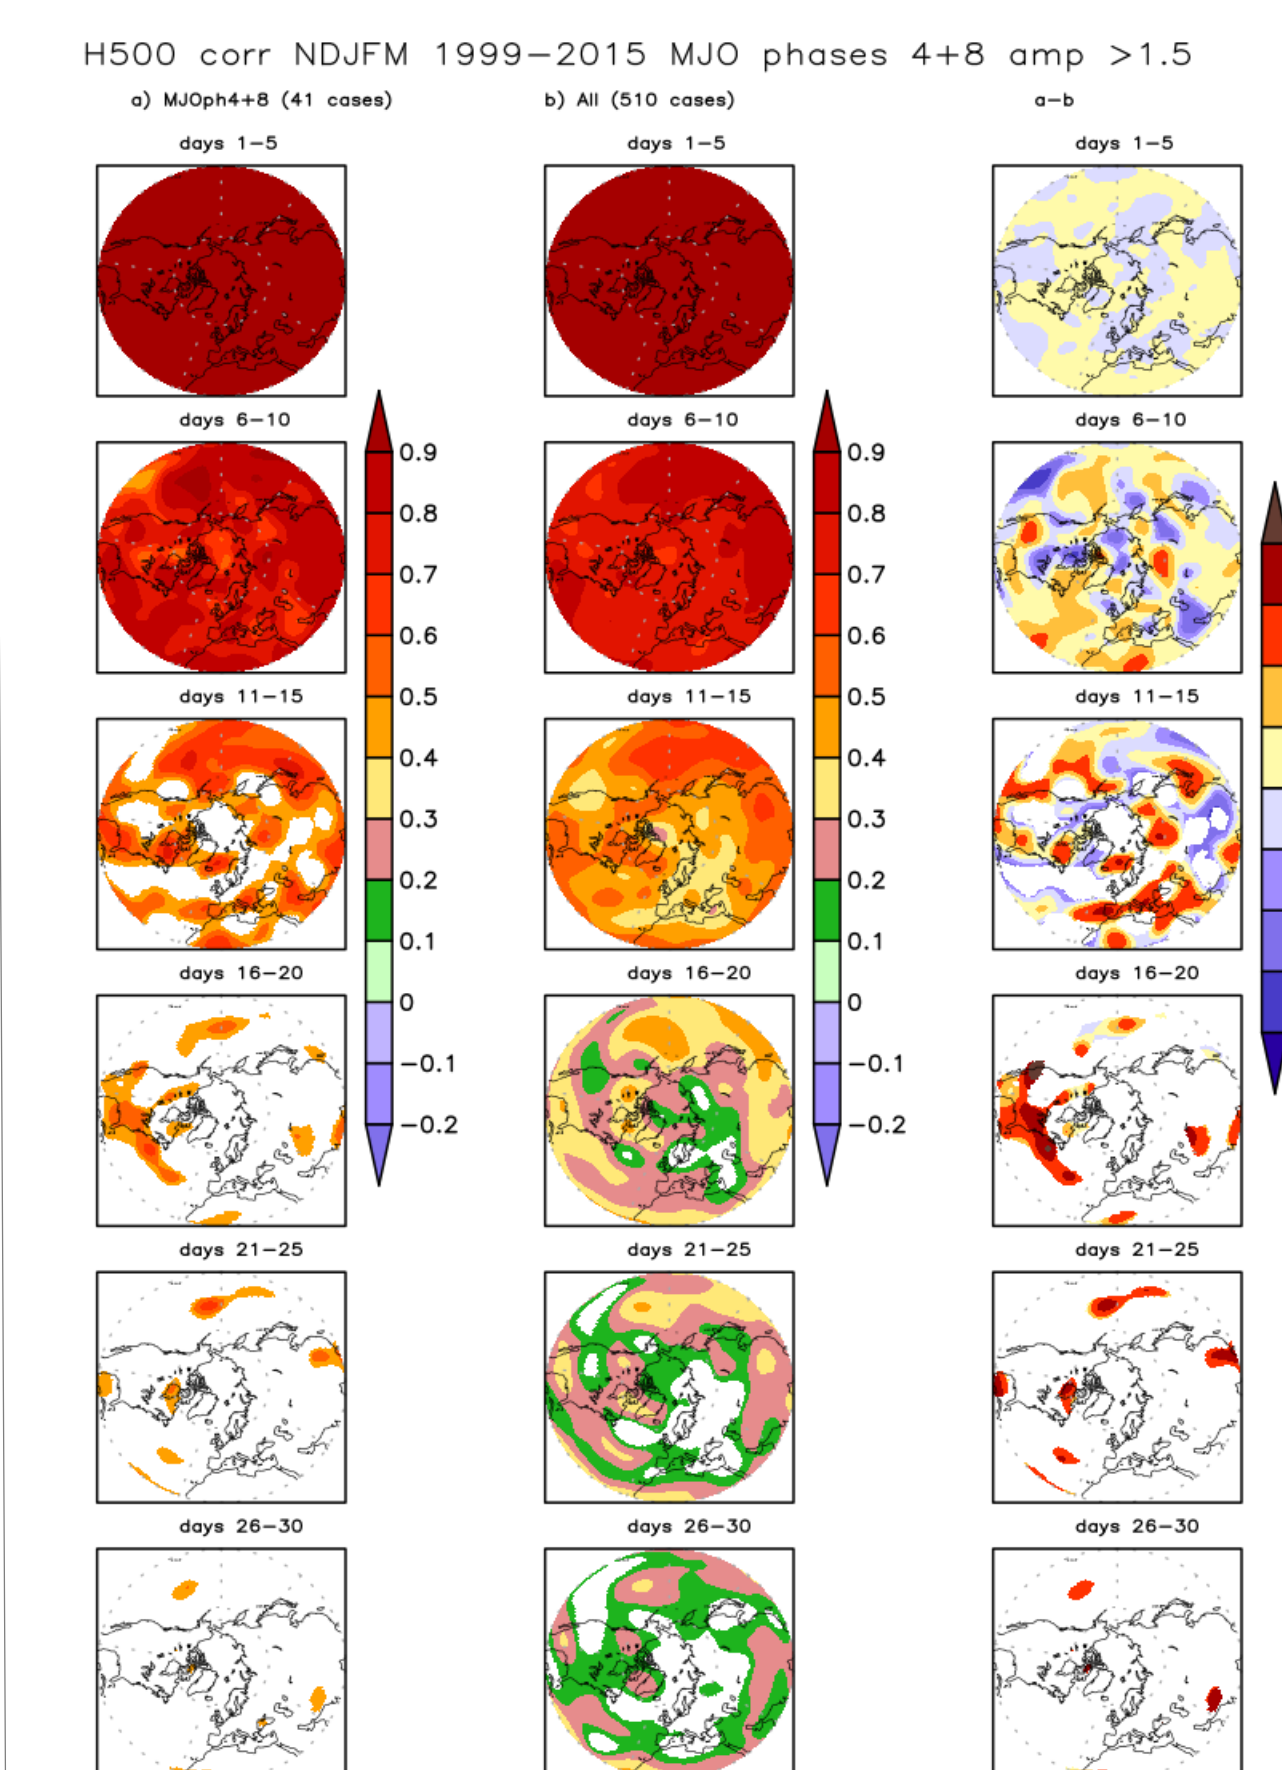 H500 corr NDJFM 1999−2015 MJO phases 4+8 amp >1.5
a) MJOph4+8 (41 cases) b) All (510 cases) a−b
days 1−5 days 1−5 days 1−5
days 6−10 days 6−10 days 6−10
0.9 0.9
0.8 0.8
0.7 0.7
0.6 0.6
0.5 0.5
days 11−15 days 11−15 days 11−15
0.4 0.4
0.3 0.3
0.2 0.2
0.1 0.1
days 16−20 days 16−20 days 16−20
0 0
−0.1 −0.1
−0.2 −0.2
days 21−25 days 21−25 days 21−25
days 26−30 days 26−30 days 26−30